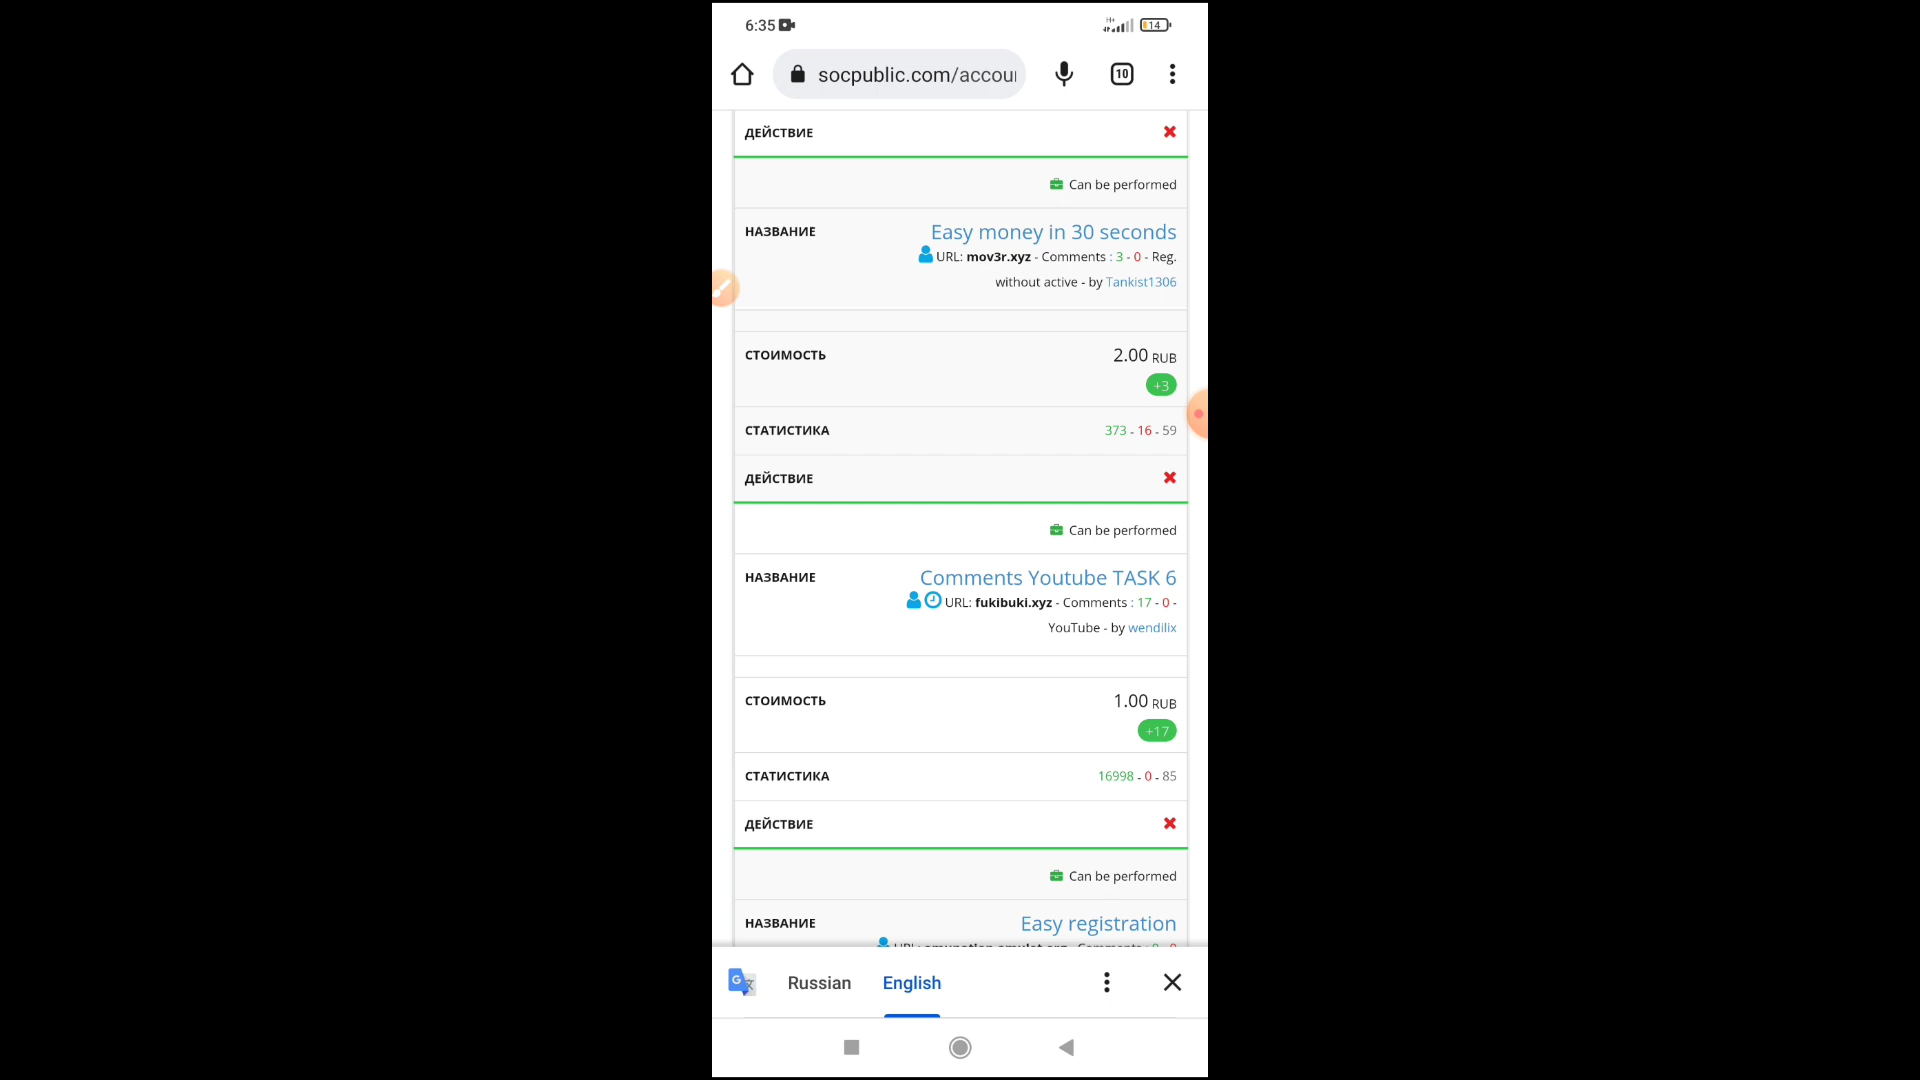 6:35
H+
14
socpublic.com/accou
10
ДЕЙСТВИЕ
Can be performed
НАЗВАНИЕ
Easy money in 30 seconds
URL: mov3r.xyz - Comments : 3 - 0 - Reg.
without active - by Tankist1306
СТОИМОСТЬ
2.00 RUB
+3
СТАТИСТИКА
373 - 16 - 59
ДЕЙСТВИЕ
Can be performed
НАЗВАНИЕ
Comments Youtube TASK 6
URL: fukibuki.xyz - Comments : 17 - 0 -
YouTube - by wendilix
СТОИМОСТЬ
1.00 RUB
+17
СТАТИСТИКА
16998 - 0 - 85
ДЕЙСТВИЕ
Can be performed
НАЗВАНИЕ
Easy registration
Russian
English